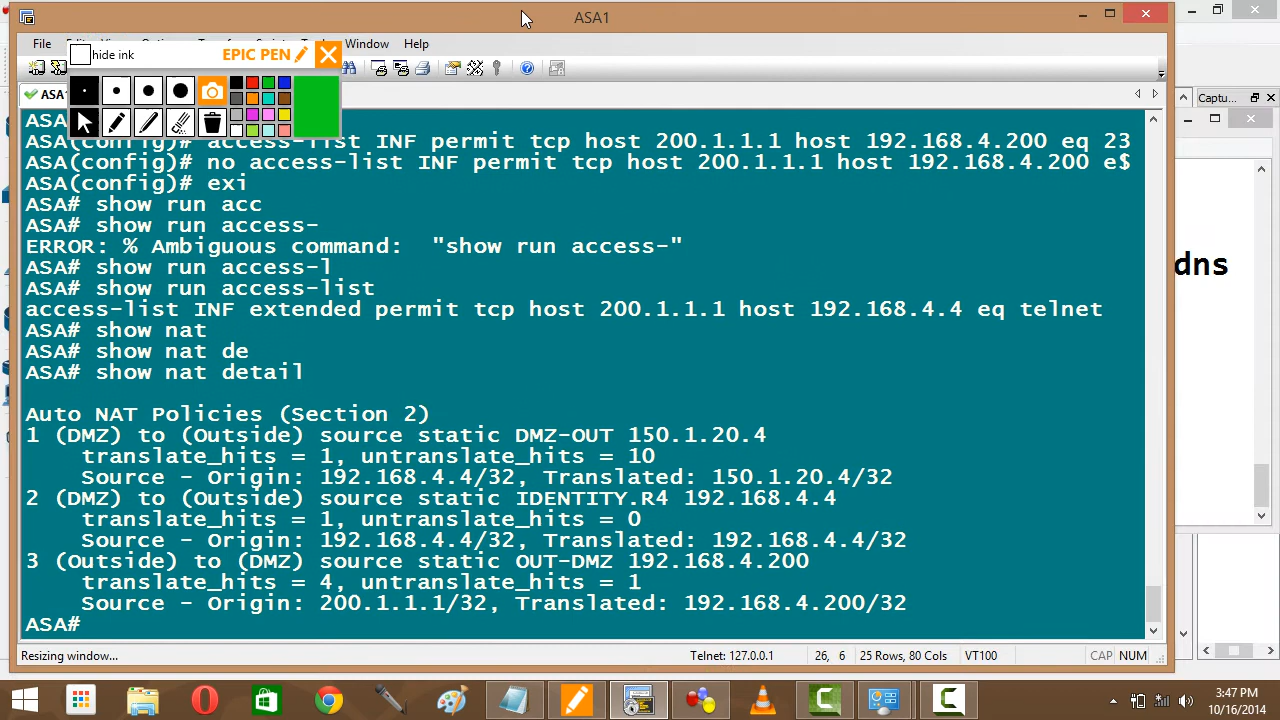 ASA1
File
Window
Help
hide ink
EPIC PEN
ASA1
ASA(config)# access-list INF permit tcp host 200.1.1.1 host 192.168.4.200 eq 23
ASA(config)# no access-list INF permit tcp host 200.1.1.1 host 192.168.4.200 e$
ASA(config)# exi
ASA# show run acc
ASA# show run access-
ERROR: % Ambiguous command:  "show run access-"
ASA# show run access-l
ASA# show run access-list
access-list INF extended permit tcp host 200.1.1.1 host 192.168.4.4 eq telnet
ASA# show nat
ASA# show nat de
ASA# show nat detail
Auto NAT Policies (Section 2)
1 (DMZ) to (Outside) source static DMZ-OUT 150.1.20.4
translate_hits = 1, untranslate_hits = 10
Source - Origin: 192.168.4.4/32, Translated: 150.1.20.4/32
2 (DMZ) to (Outside) source static IDENTITY.R4 192.168.4.4
translate_hits = 1, untranslate_hits = 0
Source - Origin: 192.168.4.4/32, Translated: 192.168.4.4/32
3 (Outside) to (DMZ) source static OUT-DMZ 192.168.4.200
translate_hits = 4, untranslate_hits = 1
Source - Origin: 200.1.1.1/32, Translated: 192.168.4.200/32
ASA#
Resizing window...
Telnet: 127.0.0.1
26, 6
25 Rows, 80 Cols
VT100
CAP
NUM
Captu...
dns
3:47 PM
10/16/2014